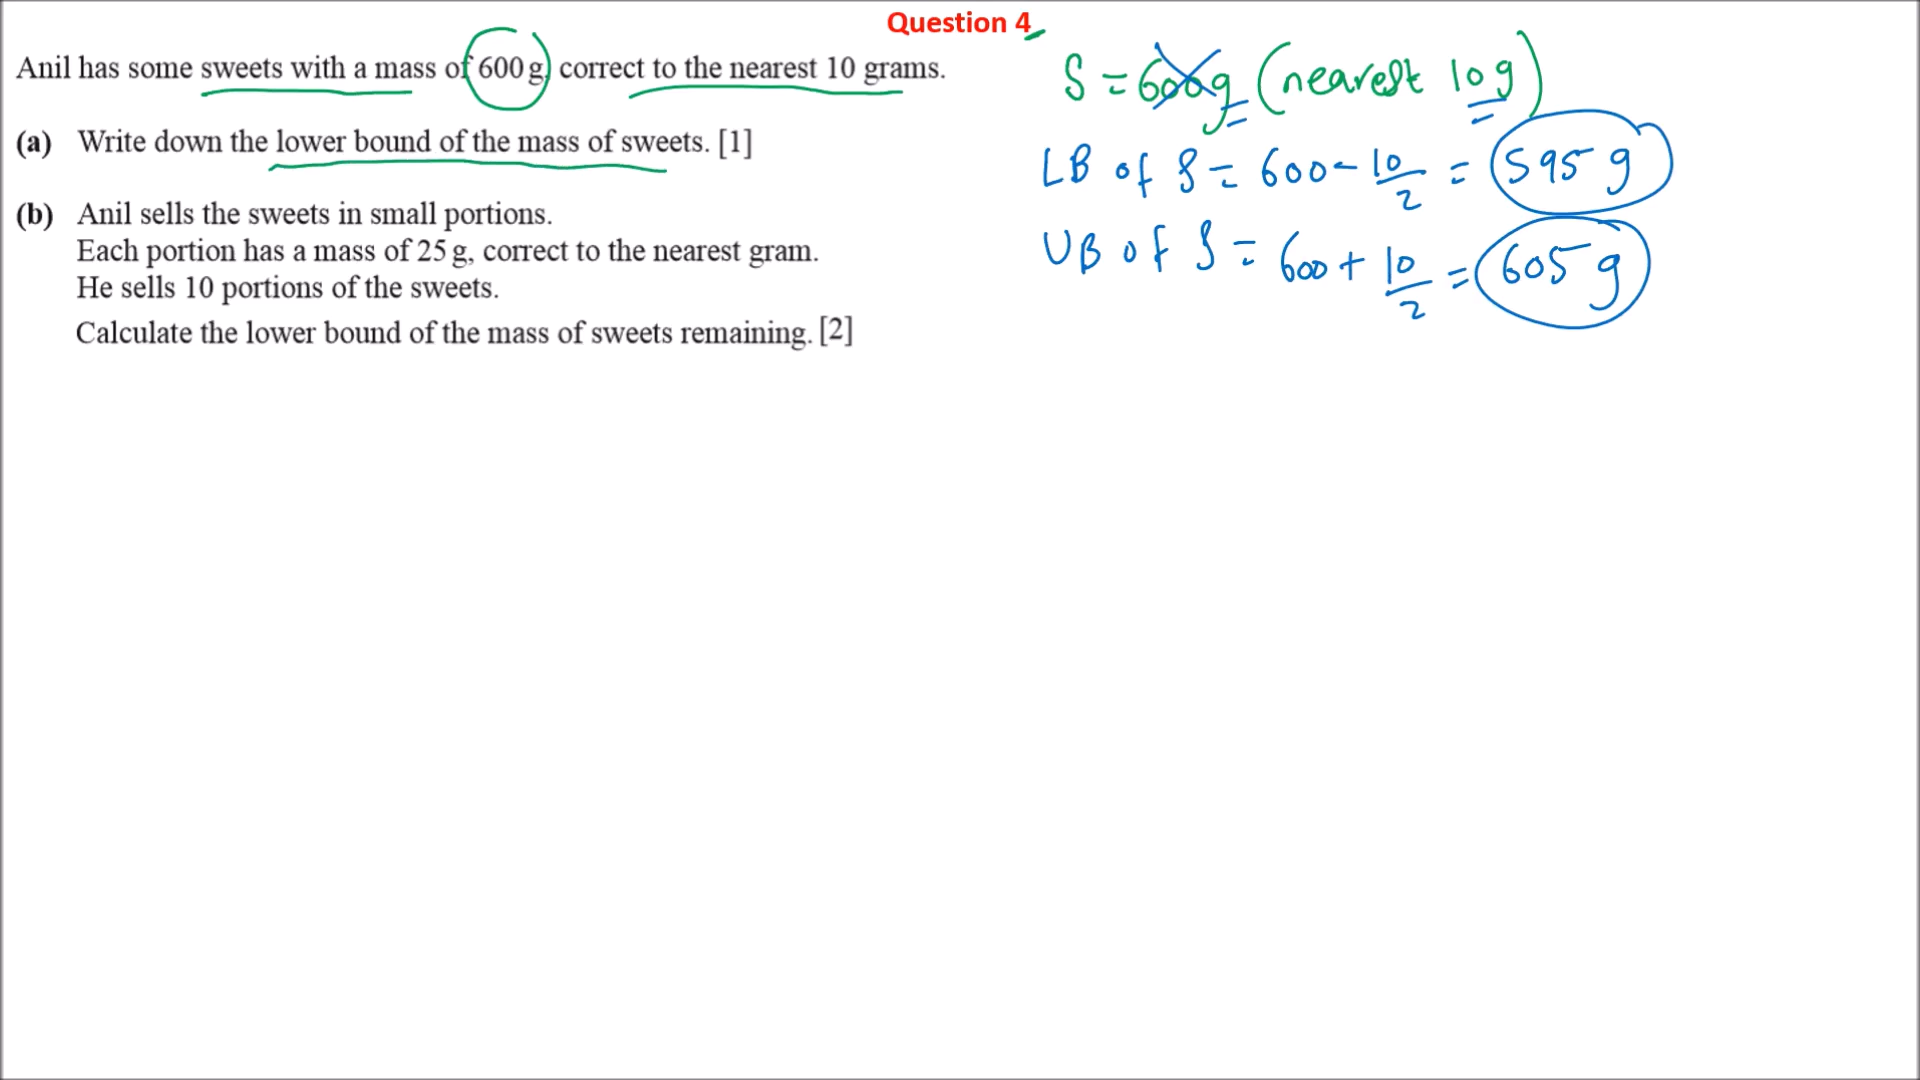 Question 4
Anil has some sweets with a mass of 600 g, correct to the nearest 10 grams.
(a) Write down the lower bound of the mass of sweets. [1]
(b) Anil sells the sweets in small portions.
Each portion has a mass of 25 g, correct to the nearest gram.
He sells 10 portions of the sweets.
Calculate the lower bound of the mass of sweets remaining. [2]
S = 600g (nearest 10g)
LB of S = 600 - 10/2 = 595 g
UB of S = 600 + 10/2 = 605 g